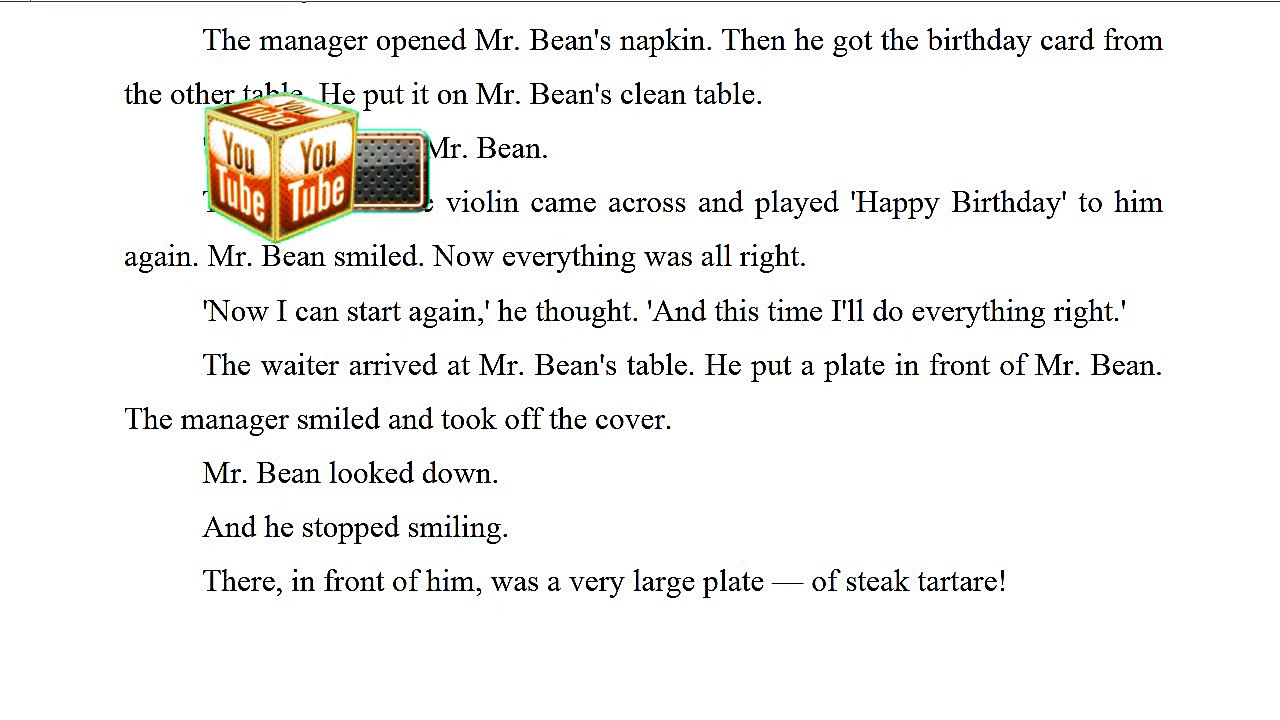 The manager opened Mr. Bean's napkin. Then he got the birthday card from
the other table. He put it on Mr. Bean's clean table.
Mr. Bean.
violin came across and played 'Happy Birthday' to him
again. Mr. Bean smiled. Now everything was all right.
'Now I can start again,' he thought. 'And this time I'll do everything right.'
The waiter arrived at Mr. Bean's table. He put a plate in front of Mr. Bean.
The manager smiled and took off the cover.
Mr. Bean looked down.
And he stopped smiling.
There, in front of him, was a very large plate — of steak tartare!
You Tube
You Tube
You Tube